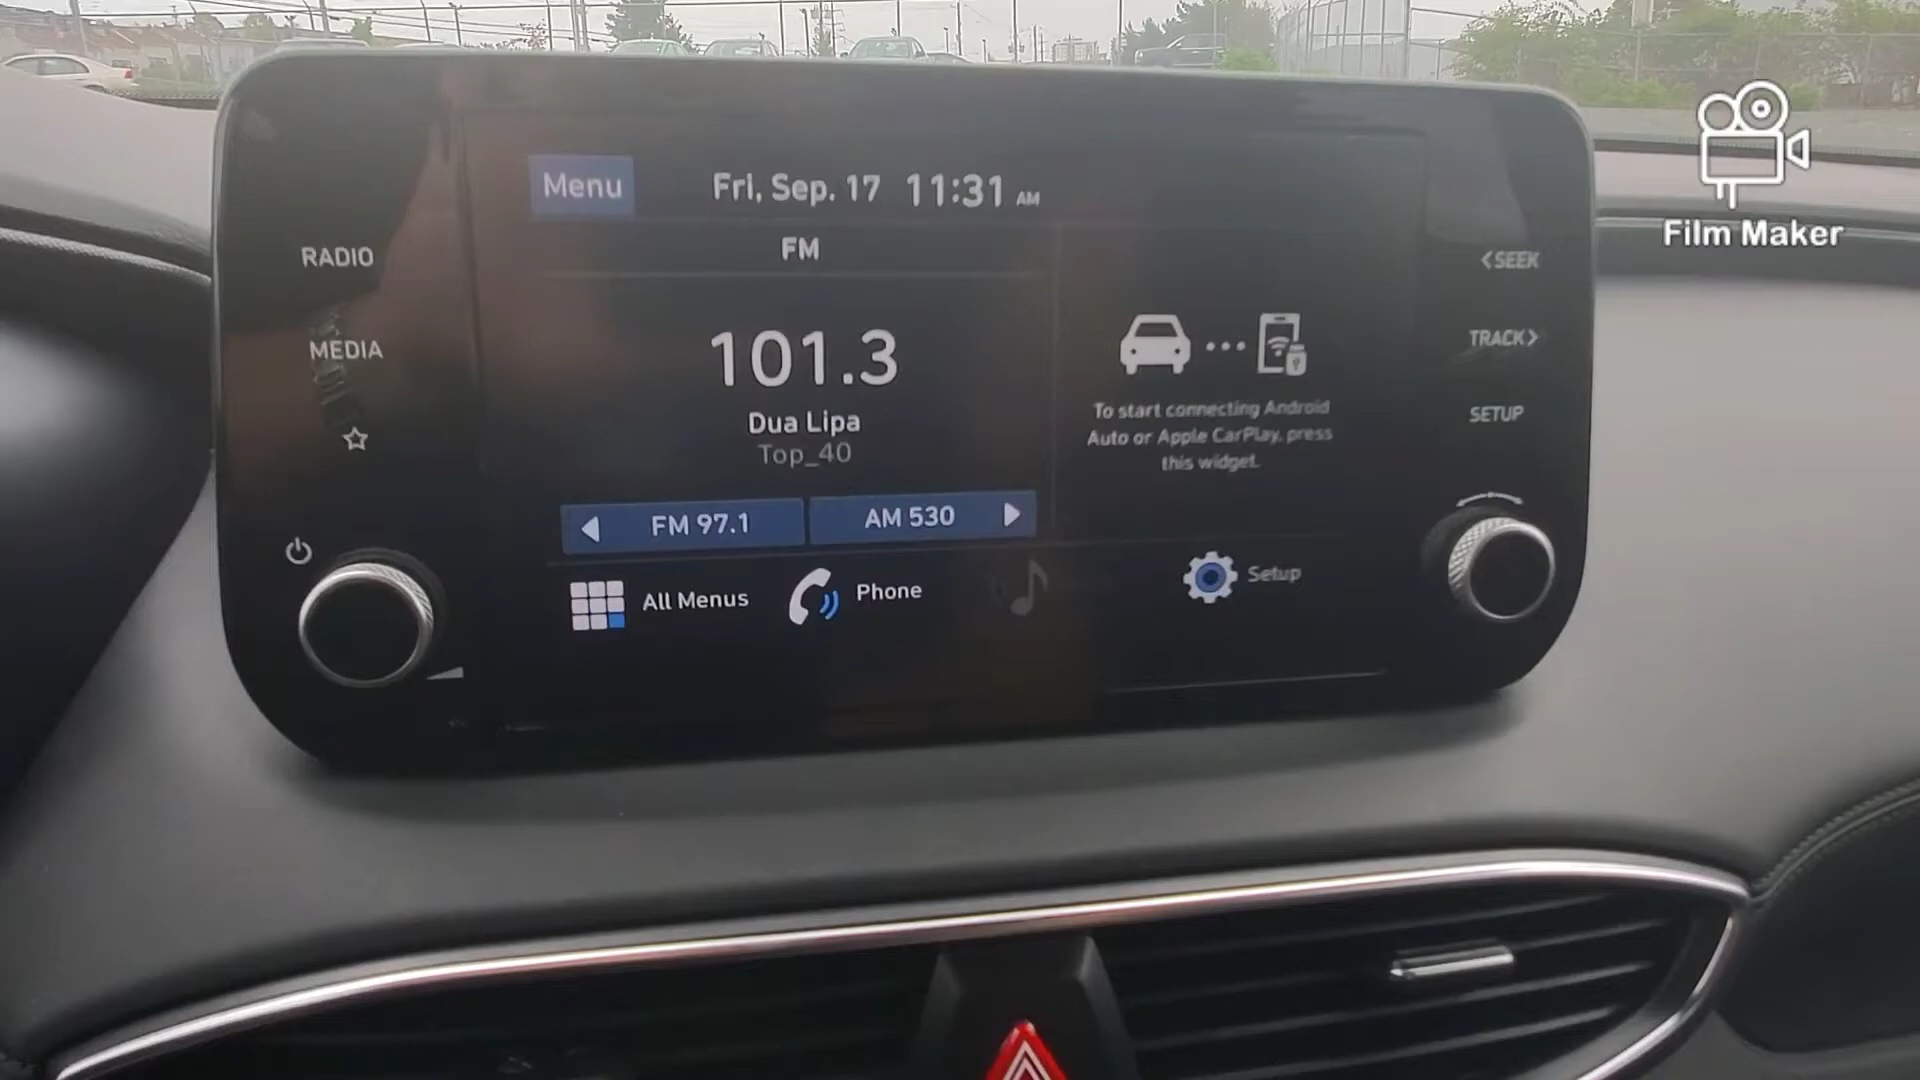 Menu Fri, Sep. 17 11:31 AM
FM
RADIO
MEDIA
101.3
Dua Lipa
Top_40
FM 97.1
AM 530
To start connecting Android
Auto or Apple CarPlay, press
this widget.
All Menus
Phone
Setup
<SEEK
TRACK>
SETUP
Film Maker